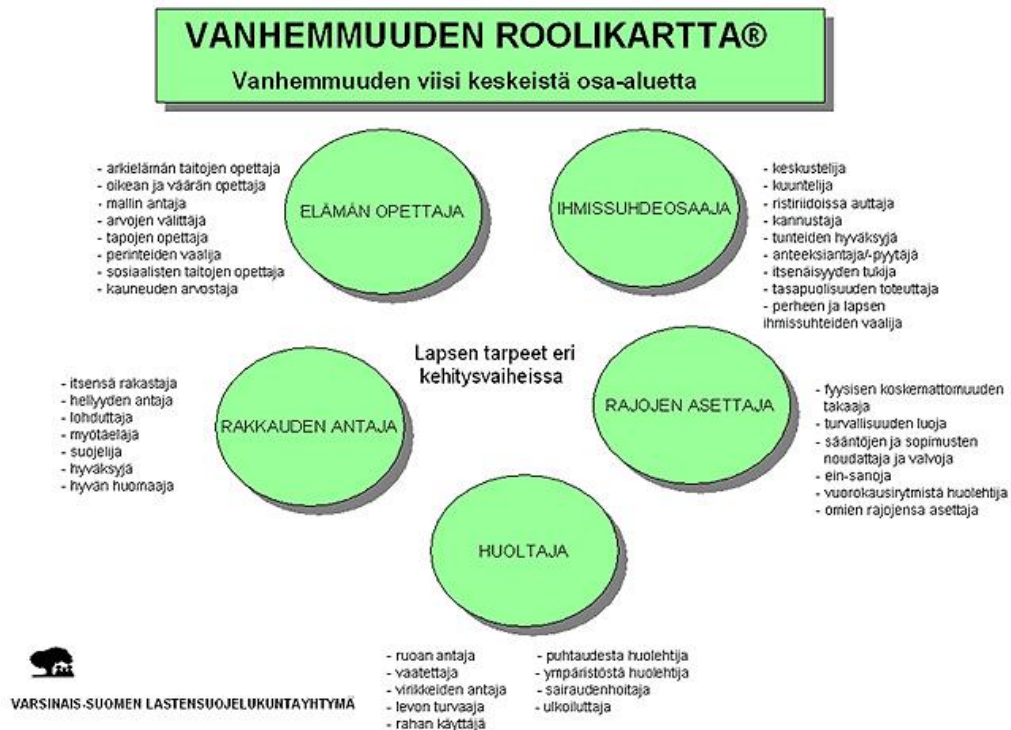 VANHEMMUUDEN ROOLIKARTTA®
Vanhemmuuden viisi keskeistä osa-aluetta
- arkielämän taitojen opettaja
- oikean ja väärän opettaja
- mallin antaja
- arvojen välittäjä
- tapojen opettaja
- perinteiden vaalija
- sosiaalisten taitojen opettaja
- kauneuden arvostaja
ELÄMÄN OPETTAJA
IHMISSUHDEOSAAJA
- keskustelija
- kuuntelija
- ristiriidoissa auttaja
- kannustaja
- tunteiden hyväksyjä
- anteeksiantaja/-pyytäjä
- itsenäisyyden tukija
- tasapuolisuuden toteuttaja
- perheen ja lapsen
ihmissuhteiden vaalija
Lapsen tarpeet eri
kehitysvaiheissa
- itsensä rakastaja
- hellyyden antaja
- lohduttaja
- myötäeläjä
- suojelija
- hyväksyjä
- hyvän huomaaja
RAKKAUDEN ANTAJA
RAJOJEN ASETTAJA
- fyysisen koskemattomuuden
takaaja
- turvallisuuden luoja
- sääntöjen ja sopimusten
noudattaja ja valvoja
- ein-sanoja
- vuorokausirytmistä huolehtija
- omien rajojensa asettaja
HUOLTAJA
- ruoan antaja
- vaatettaja
- virikkeiden antaja
- levon turvaaja
- rahan käyttäjä
- puhtaudesta huolehtija
- ympäristöstä huolehtija
- sairaudenhoitaja
- ulkoiluttaja
VARSINAIS-SUOMEN LASTENSUOJELUKUNTAYHTYMÄ